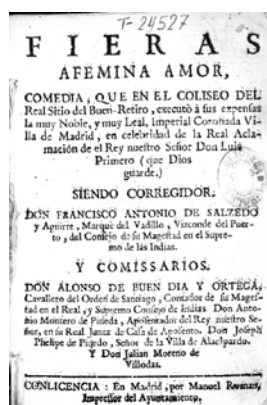 T-24527
FIERAS
AFEMINA AMOR,
COMEDIA, QUE EN EL COLISEO DEL
Real Sitio del Buen-Retiro, executò à sus expensas
la muy Noble, y muy Leal, Imperial Coronada Vi-
lla de Madrid, en celebridad de la Real Acla-
macion de el Rey nuestro Señor Don Luis
Primero (que Dios
guarde.)
SIENDO CORREGIDOR:
DON FRANCISCO ANTONIO DE SALZEDO
y Aguirre, Marquès del Vadillo, Vizconde del Puer-
to, del Consejo de su Magestad en el Supre-
mo de las Indias.
Y COMISSARIOS.
DON ALONSO DE BUEN DIA Y ORTEGA,
Cavallero del Orden de Santiago, Contador de su Mages-
tad en el Real, y Supremo Consejo de Indias. Don Anto-
nio Montero de Pineda, Aposentador del Rey nuestro Se-
ñor, en su Real Junta de Casa de Aposento. Don Joseph
Phelipe de Pinedo, Señor de la Villa de Alaelpardo.
Y Don Julian Moreno de
Villodas.
CON LICENCIA: En Madrid, por Manuel
Impressor del Ayuntamiento.